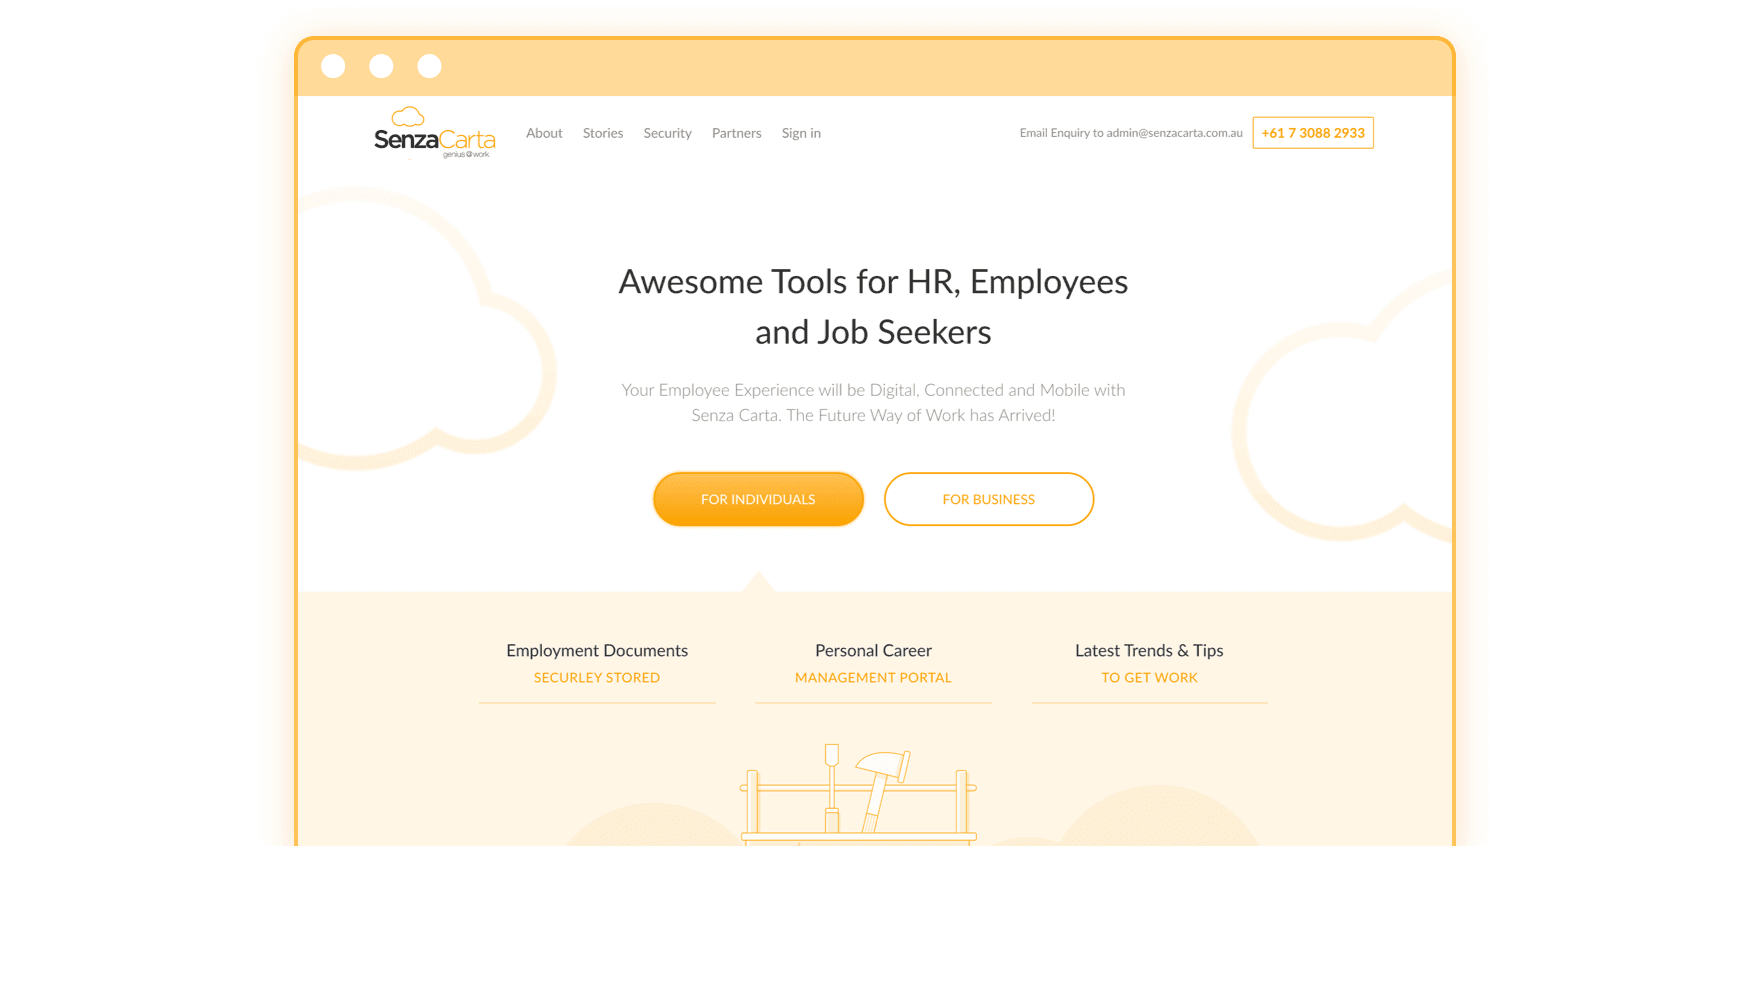 SenzaCarta
genius@work
About Stories Security Partners Sign in
Email Enquiry to admin@senzacarta.com.au +61 7 3088 2933
Awesome Tools for HR, Employees
and Job Seekers
Your Employee Experience will be Digital, Connected and Mobile with
Senza Carta. The Future Way of Work has Arrived!
FOR INDIVIDUALS FOR BUSINESS
Employment Documents
SECURLEY STORED
Personal Career
MANAGEMENT PORTAL
Latest Trends & Tips
TO GET WORK